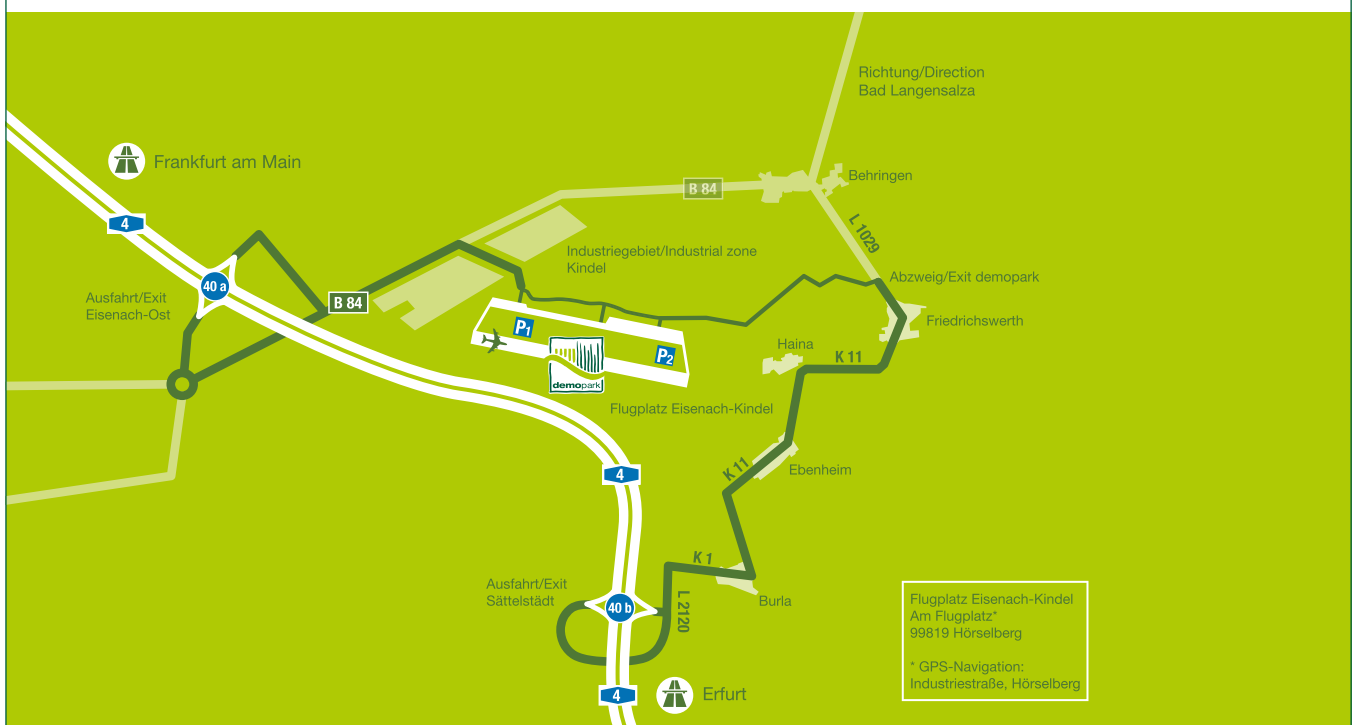 Richtung/Direction
Bad Langensalza
Frankfurt am Main
Behringen
B 84
4
L 1029
Industriegebiet/Industrial zone
Kindel
Abzweig/Exit demopark
40 a
Ausfahrt/Exit
Eisenach-Ost
B 84
Friedrichswerth
P1
Haina
K 11
P2
demopark
Flugplatz Eisenach-Kindel
4
K 11
Ebenheim
K 1
Ausfahrt/Exit
Sättelstädt
Burla
40 b
L 2120
Flugplatz Eisenach-Kindel
Am Flugplatz*
99819 Hörselberg
* GPS-Navigation:
Industriestraße, Hörselberg
4
Erfurt